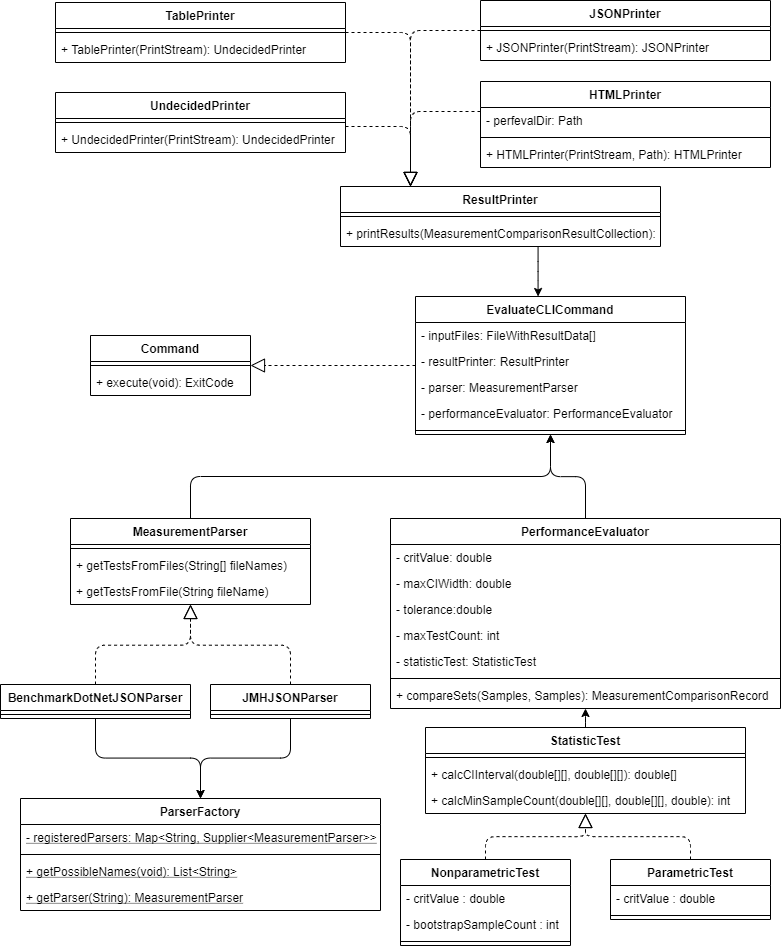 TablePrinter
+ TablePrinter(PrintStream): UndecidedPrinter
JSONPrinter
+ JSONPrinter(PrintStream): JSONPrinter
UndecidedPrinter
+ UndecidedPrinter(PrintStream): UndecidedPrinter
HTMLPrinter
- perfevalDir: Path
+ HTMLPrinter(PrintStream, Path): HTMLPrinter
ResultPrinter
+ printResults(MeasurementComparisonResultCollection):
EvaluateCLICommand
- inputFiles: FileWithResultData[]
- resultPrinter: ResultPrinter
- parser: MeasurementParser
- performanceEvaluator: PerformanceEvaluator
Command
+ execute(void): ExitCode
MeasurementParser
+ getTestsFromFiles(String[] fileNames)
+ getTestsFromFile(String fileName)
PerformanceEvaluator
- critValue: double
- maxCIWidth: double
- tolerance:double
- maxTestCount: int
- statisticTest: StatisticTest
+ compareSets(Samples, Samples): MeasurementComparisonRecord
BenchmarkDotNetJSONParser
JMHJSONParser
StatisticTest
+ calcCIInterval(double[][], double[][]): double[]
+ calcMinSampleCount(double[][], double[][], double): int
ParserFactory
- registeredParsers: Map<String, Supplier<MeasurementParser>>
+ getPossibleNames(void): List<String>
+ getParser(String): MeasurementParser
NonparametricTest
- critValue : double
- bootstrapSampleCount : int
ParametricTest
- critValue : double